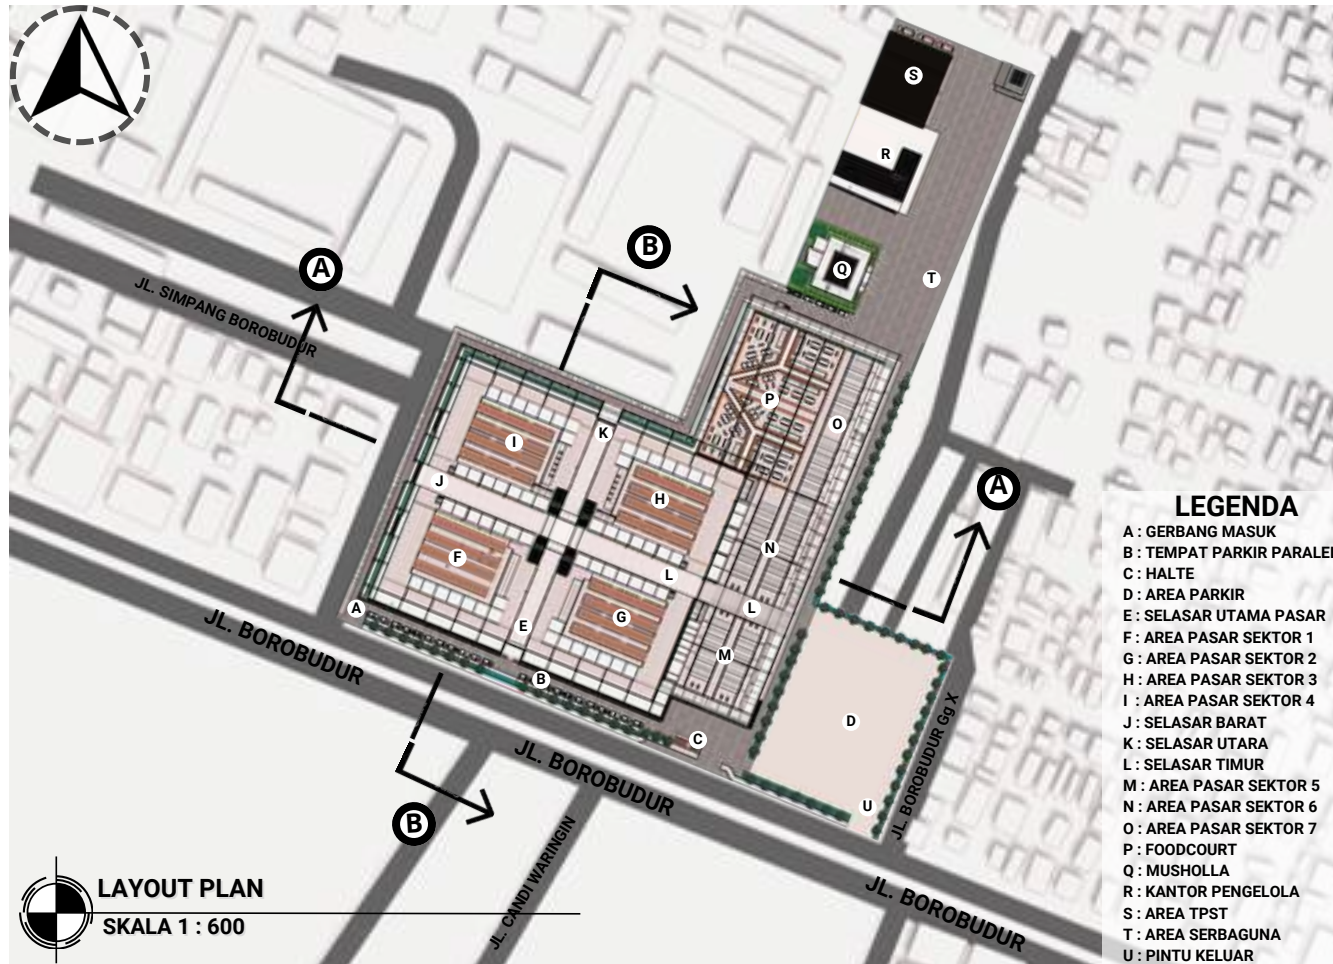 S
R
B
Q
A
T
JL. SIMPANG BOROBUDUR
P
O
K
I
J
H
A
N
F
L
A
L
G
E
M
B
D
C
JL. BOROBUDUR
JL. BOROBUDUR
JL. BOROBUDUR Gg X
U
B
JL. CANDI WARINGIN
JL. BOROBUDUR
LAYOUT PLAN
SKALA 1 : 600
LEGENDA
A : GERBANG MASUK
B : TEMPAT PARKIR PARALEL
C : HALTE
D : AREA PARKIR
E : SELASAR UTAMA PASAR
F : AREA PASAR SEKTOR 1
G : AREA PASAR SEKTOR 2
H : AREA PASAR SEKTOR 3
I : AREA PASAR SEKTOR 4
J : SELASAR BARAT
K : SELASAR UTARA
L : SELASAR TIMUR
M : AREA PASAR SEKTOR 5
N : AREA PASAR SEKTOR 6
O : AREA PASAR SEKTOR 7
P : FOODCOURT
Q : MUSHOLLA
R : KANTOR PENGELOLA
S : AREA TPST
T : AREA SERBAGUNA
U : PINTU KELUAR